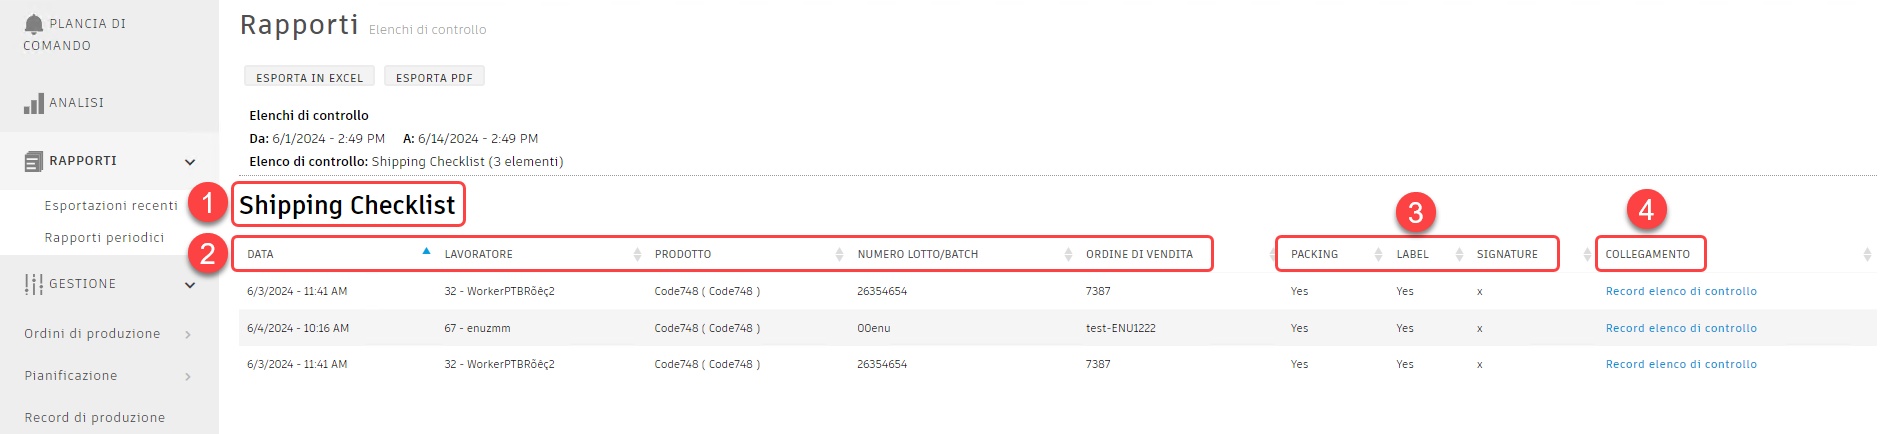 PLANCIA DI
COMANDO
ANALISI
RAPPORTI
Esportazioni recenti
Rapporti periodici
GESTIONE
Ordini di produzione
Pianificazione
Record di produzione
Rapporti Elenchi di controllo
ESPORTA IN EXCEL ESPORTA PDF
Elenchi di controllo
Da: 6/1/2024 - 2:49 PM A: 6/14/2024 - 2:49 PM
Elenco di controllo: Shipping Checklist (3 elementi)
1 Shipping Checklist
3 4
2 DATA LAVORATORE PRODOTTO NUMERO LOTTO/BATCH ORDINE DI VENDITA PACKING LABEL SIGNATURE COLLEGAMENTO
6/3/2024 - 11:41 AM 32 - WorkerPTBRõêç2 Code748 ( Code748 ) 26354654 7387 Yes Yes x Record elenco di controllo
6/4/2024 - 10:16 AM 67 - enuzmm Code748 ( Code748 ) 00enu test-ENU1222 Yes Yes x Record elenco di controllo
6/3/2024 - 11:41 AM 32 - WorkerPTBRõêç2 Code748 ( Code748 ) 26354654 7387 Yes Yes x Record elenco di controllo